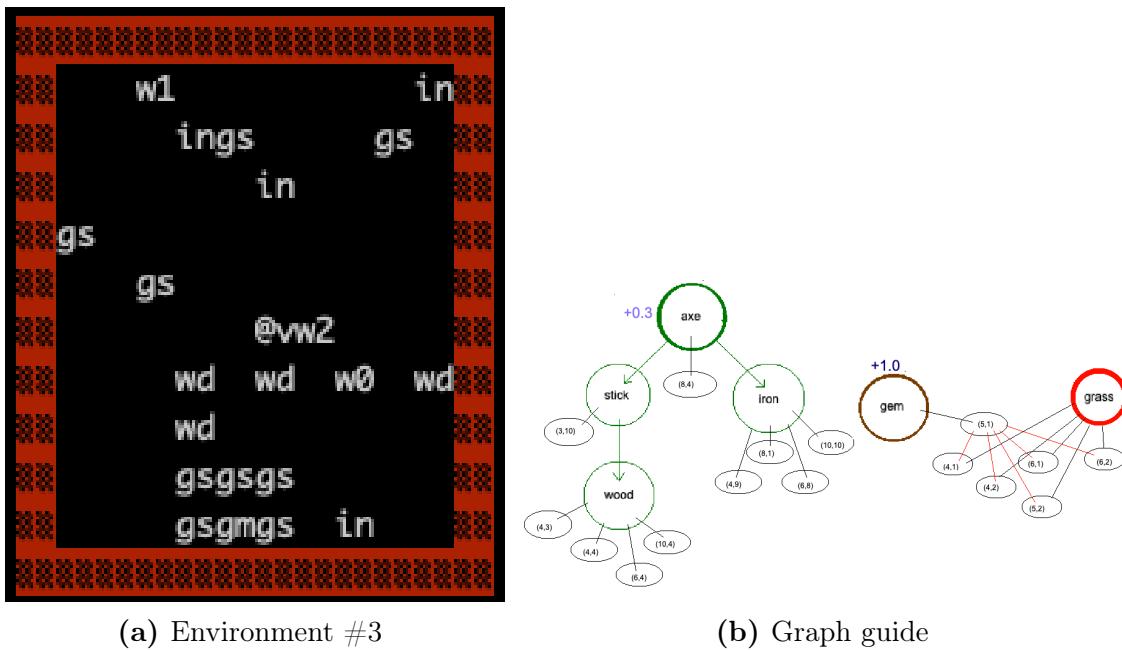 w1 in
ings gs
in
gs
gs
@vw2
wd wd w0 wd
wd
gsgsgs
gsgmgs in
(a) Environment #3
+0.3
axe
(8,4)
stick
iron
(3,10)
(8,1)
(10,10)
(4,9)
(6,8)
wood
(4,3)
(4,4)
(6,4)
(10,4)
+1.0
gem
(5,1)
grass
(4,1)
(4,2)
(6,1)
(5,2)
(6,2)
(b) Graph guide